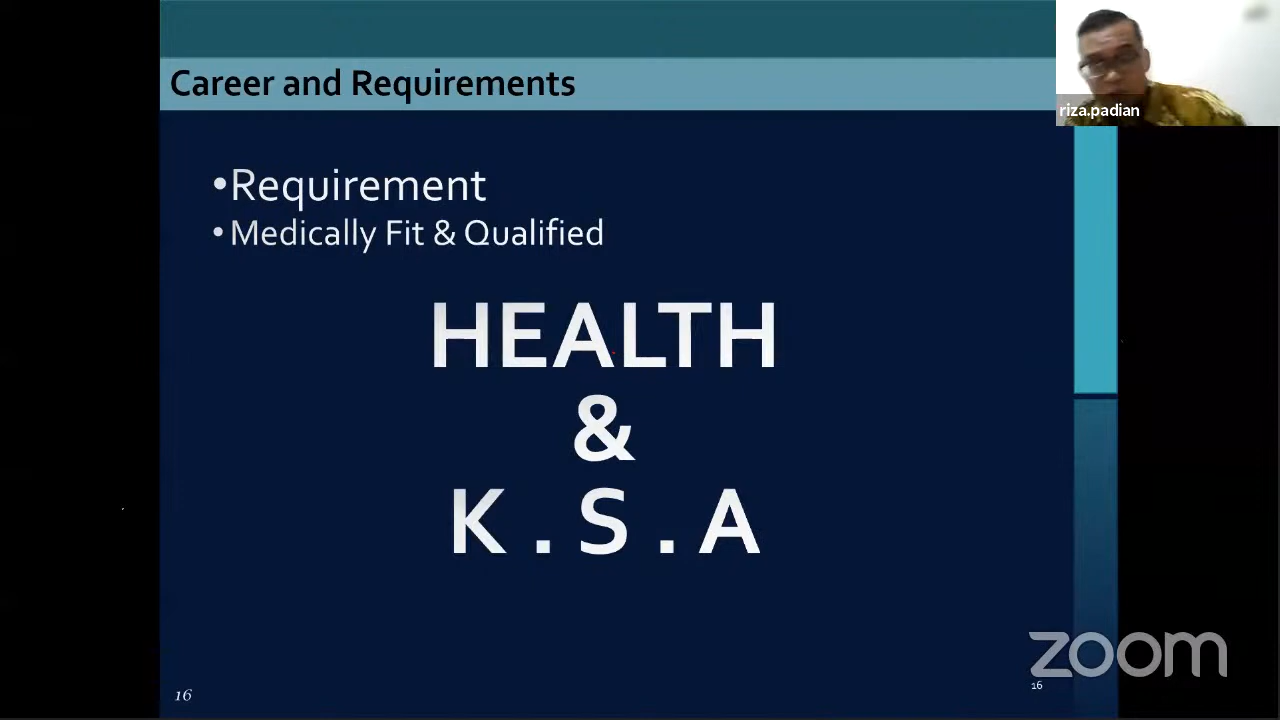 Career and Requirements
riza.padian
•Requirement
• Medically Fit & Qualified
HEALTH
&
K . S . A
zoom
16
16